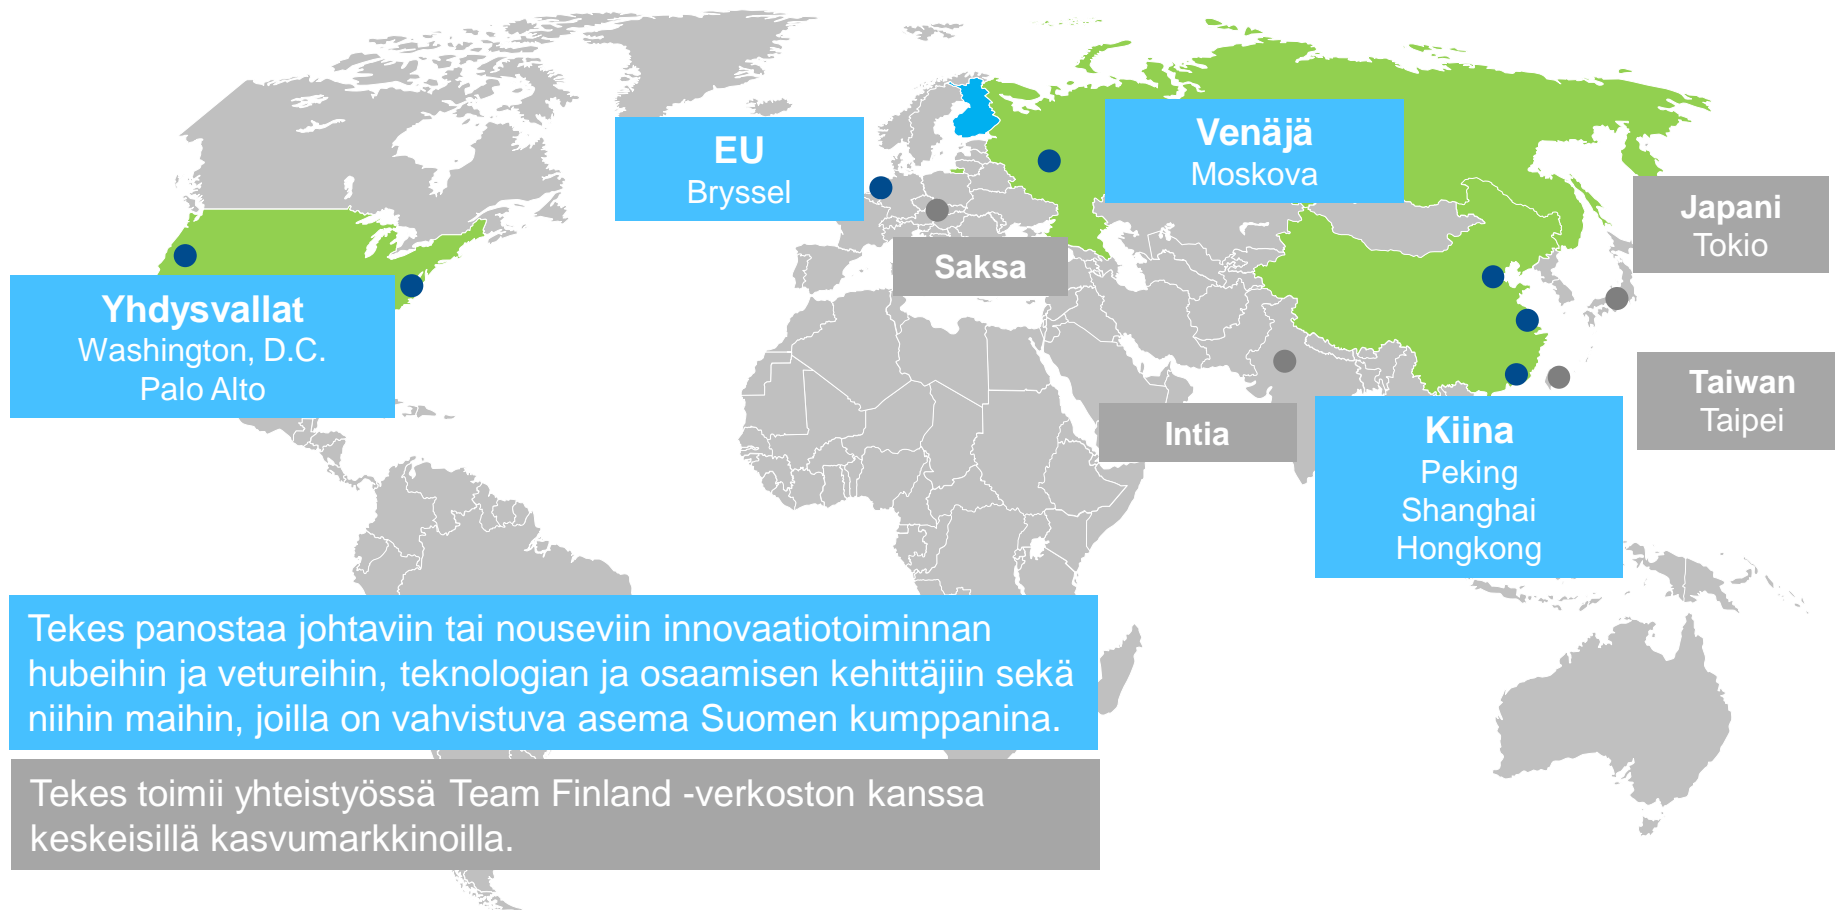 EU
Bryssel
Venäjä
Moskova
Japani
Tokio
Saksa
Yhdysvallat
Washington, D.C.
Palo Alto
Taiwan
Taipei
Intia
Kiina
Peking
Shanghai
Hongkong
Tekes panostaa johtaviin tai nouseviin innovaatiotoiminnan
hubeihin ja vetureihin, teknologian ja osaamisen kehittäjiin sekä
niihin maihin, joilla on vahvistuva asema Suomen kumppanina.
Tekes toimii yhteistyössä Team Finland -verkoston kanssa
keskeisillä kasvumarkkinoilla.